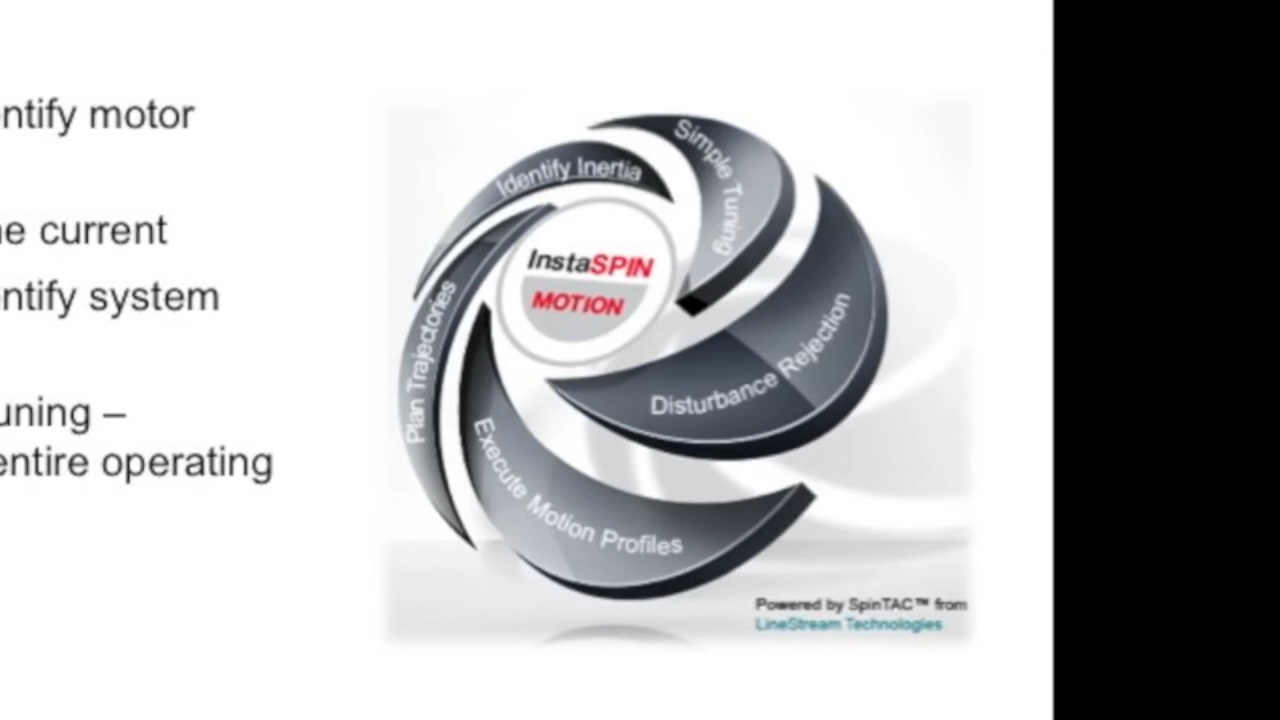 entify motor
ne current
entify system
uning –
entire operating
Identify Inertia
Simple Tuning
InstaSPIN
MOTION
Plan Trajectories
Disturbance Rejection
Execute Motion Profiles
Powered by SpinTAC™ from
LineStream Technologies